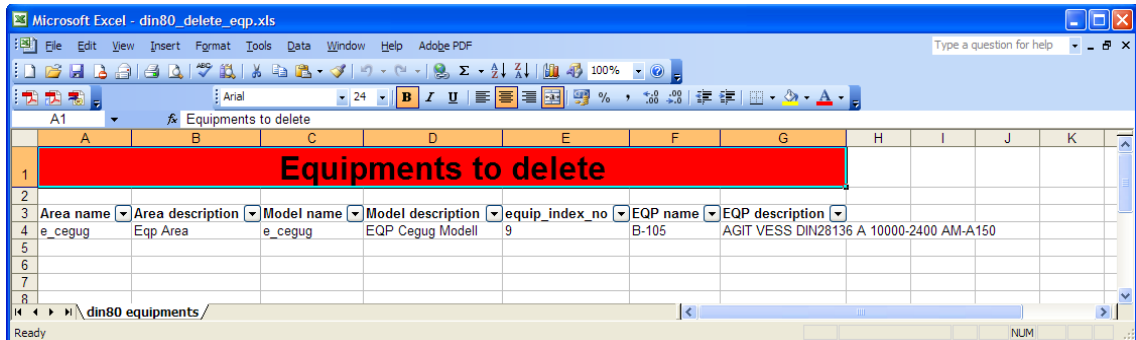 Microsoft Excel - din80_delete_eqp.xls
File Edit View Insert Format Tools Data Window Help Adobe PDF Type a question for help
100%
Arial 24 B I U
A1 fx Equipments to delete
A B C D E F G H I J K
1 Equipments to delete
2
3 Area name Area description Model name Model description equip_index_no EQP name EQP description
4 e_cegug Eqp Area e_cegug EQP Cegug Modell 9 B-105 AGIT VESS DIN28136 A 10000-2400 AM-A150
5
6
7
8
din80 equipments
Ready NUM